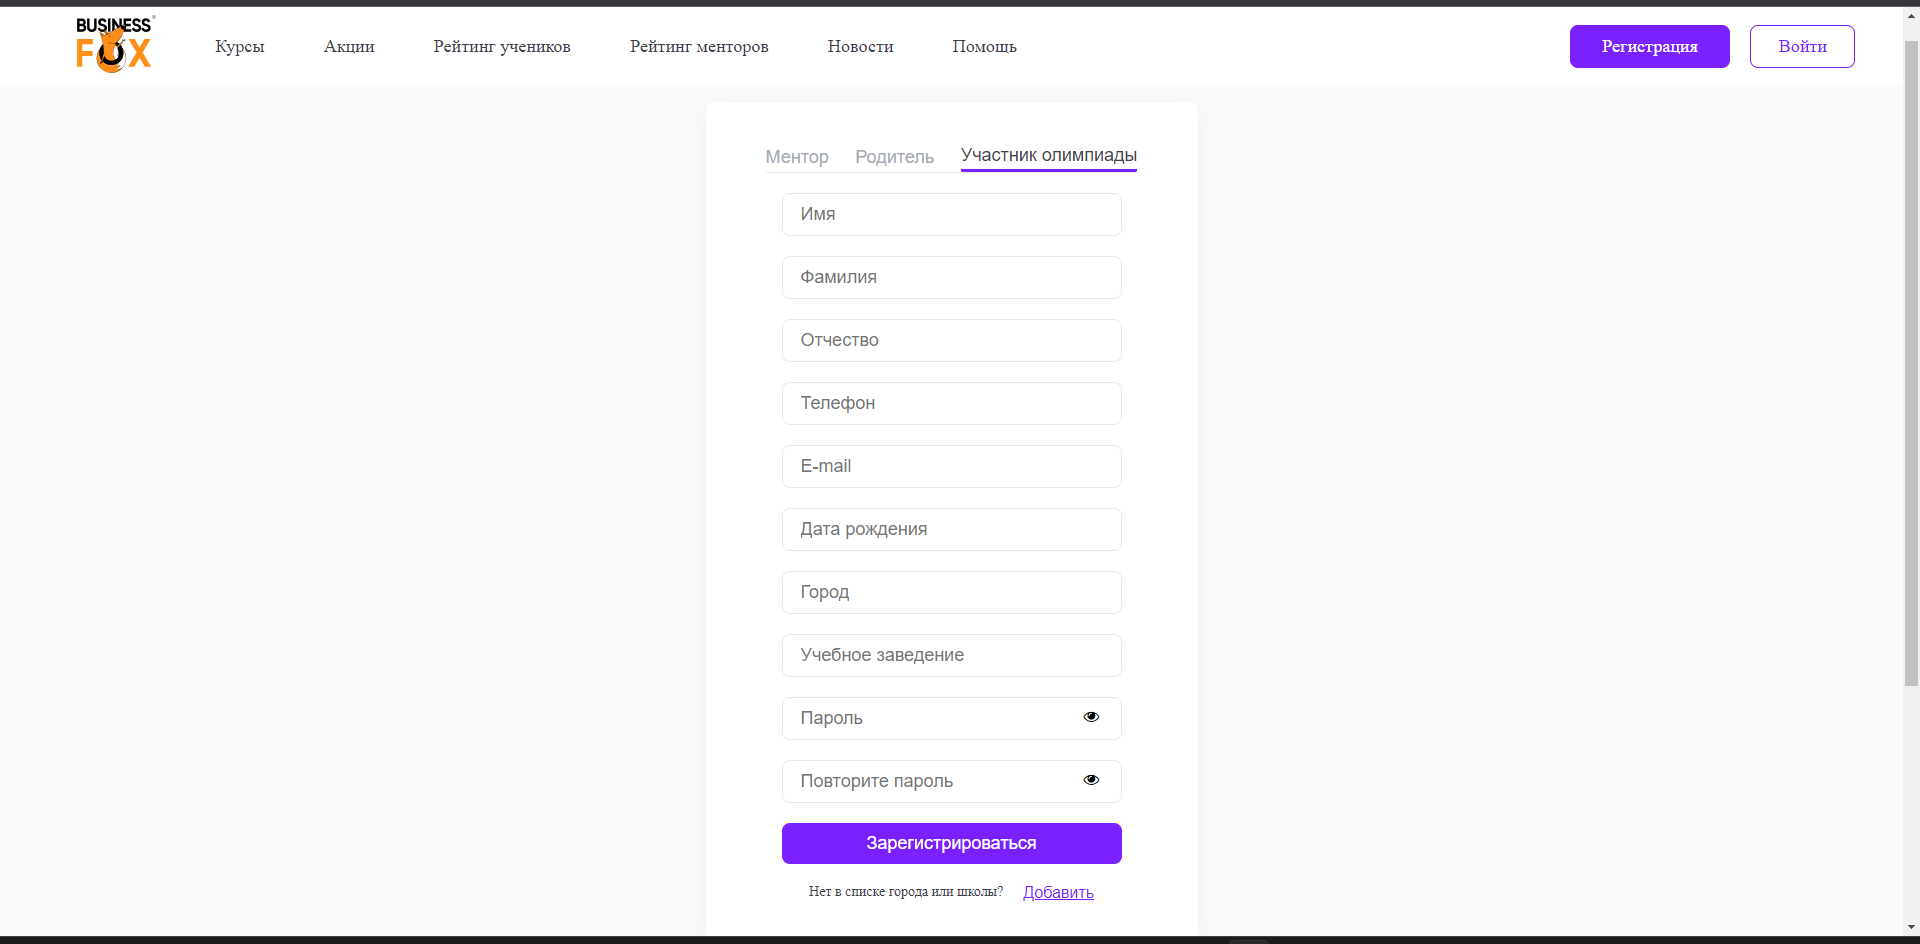 BUSINESS
FOX
Курсы
Акции
Рейтинг учеников
Рейтинг менторов
Новости
Помощь
Регистрация
Войти
Ментор
Родитель
Участник олимпиады
Имя
Фамилия
Отчество
Телефон
E-mail
Дата рождения
Город
Учебное заведение
Пароль
Повторите пароль
Зарегистрироваться
Нет в списке города или школы? Добавить